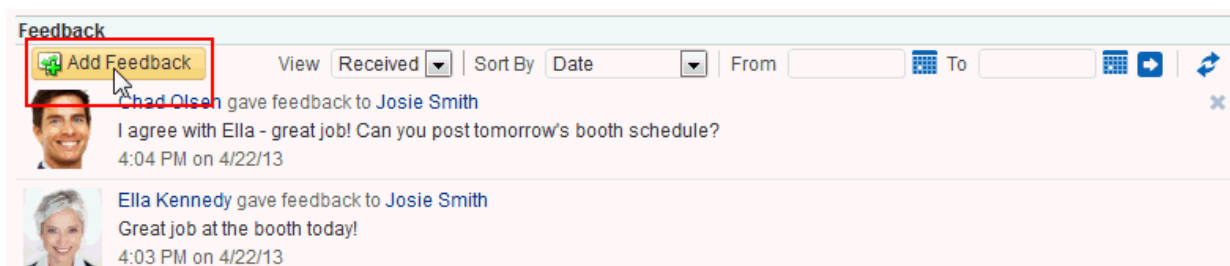 Feedback
Add Feedback View Received Sort By Date From To
Chad Olsen gave feedback to Josie Smith
I agree with Ella - great job! Can you post tomorrow's booth schedule?
4:04 PM on 4/22/13
Ella Kennedy gave feedback to Josie Smith
Great job at the booth today!
4:03 PM on 4/22/13